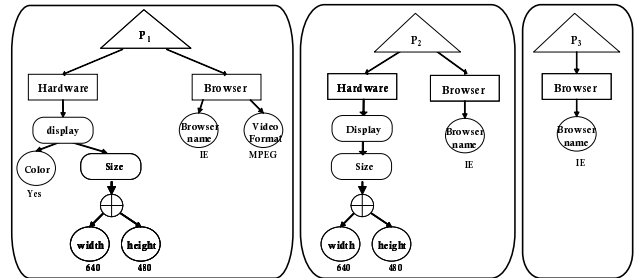 P1
Hardware
Browser
display
Browser
name
IE
Video
Format
MPEG
Color
Yes
Size
width
640
height
480
P2
Hardware
Browser
Display
Browser
name
IE
Size
width
640
height
480
P3
Browser
Browser
name
IE